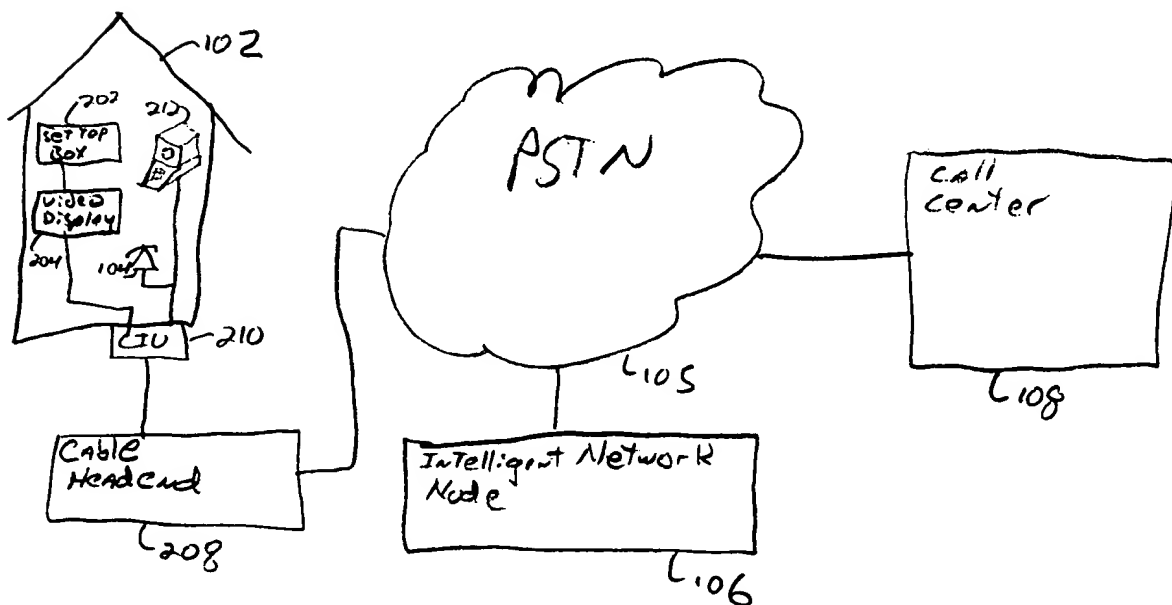 102
202
212
SET TOP
BOX
Video
Display
204
104
CIU
210
PSTN
105
Call
Center
108
Cable
Headend
208
Intelligent Network
Node
106